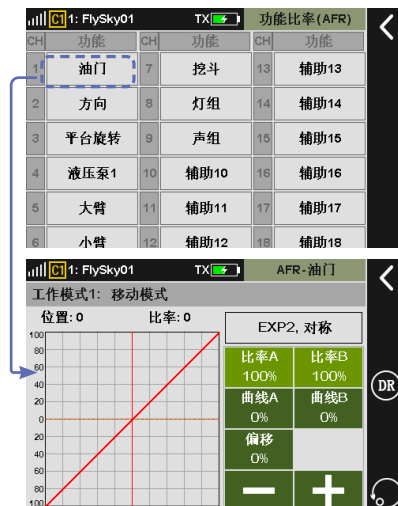 C1 1: FlySky01 TX 功能比率(AFR)
CH 功能 CH 功能 CH 功能
1 油门 7 挖斗 13 辅助13
2 方向 8 灯组 14 辅助14
3 平台旋转 9 声组 15 辅助15
4 液压泵1 10 辅助10 16 辅助16
5 大臂 11 辅助11 17 辅助17
6 小臂 12 辅助12 18 辅助18
C1 1: FlySky01 TX AFR-油门
工作模式1: 移动模式
位置: 0 比率: 0
EXP2, 对称
100
80
60
40
20
0
20
40
60
80
100
比率A 比率B
100% 100%
曲线A 曲线B
0% 0%
偏移
0%
DR